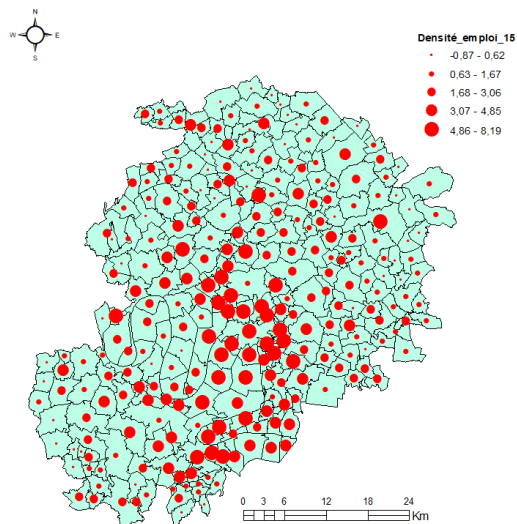 N
W E
S
Densité_emploi_15
-0,87 - 0,62
0,63 - 1,67
1,68 - 3,06
3,07 - 4,85
4,86 - 8,19
0 3 6 12 18 24
Km